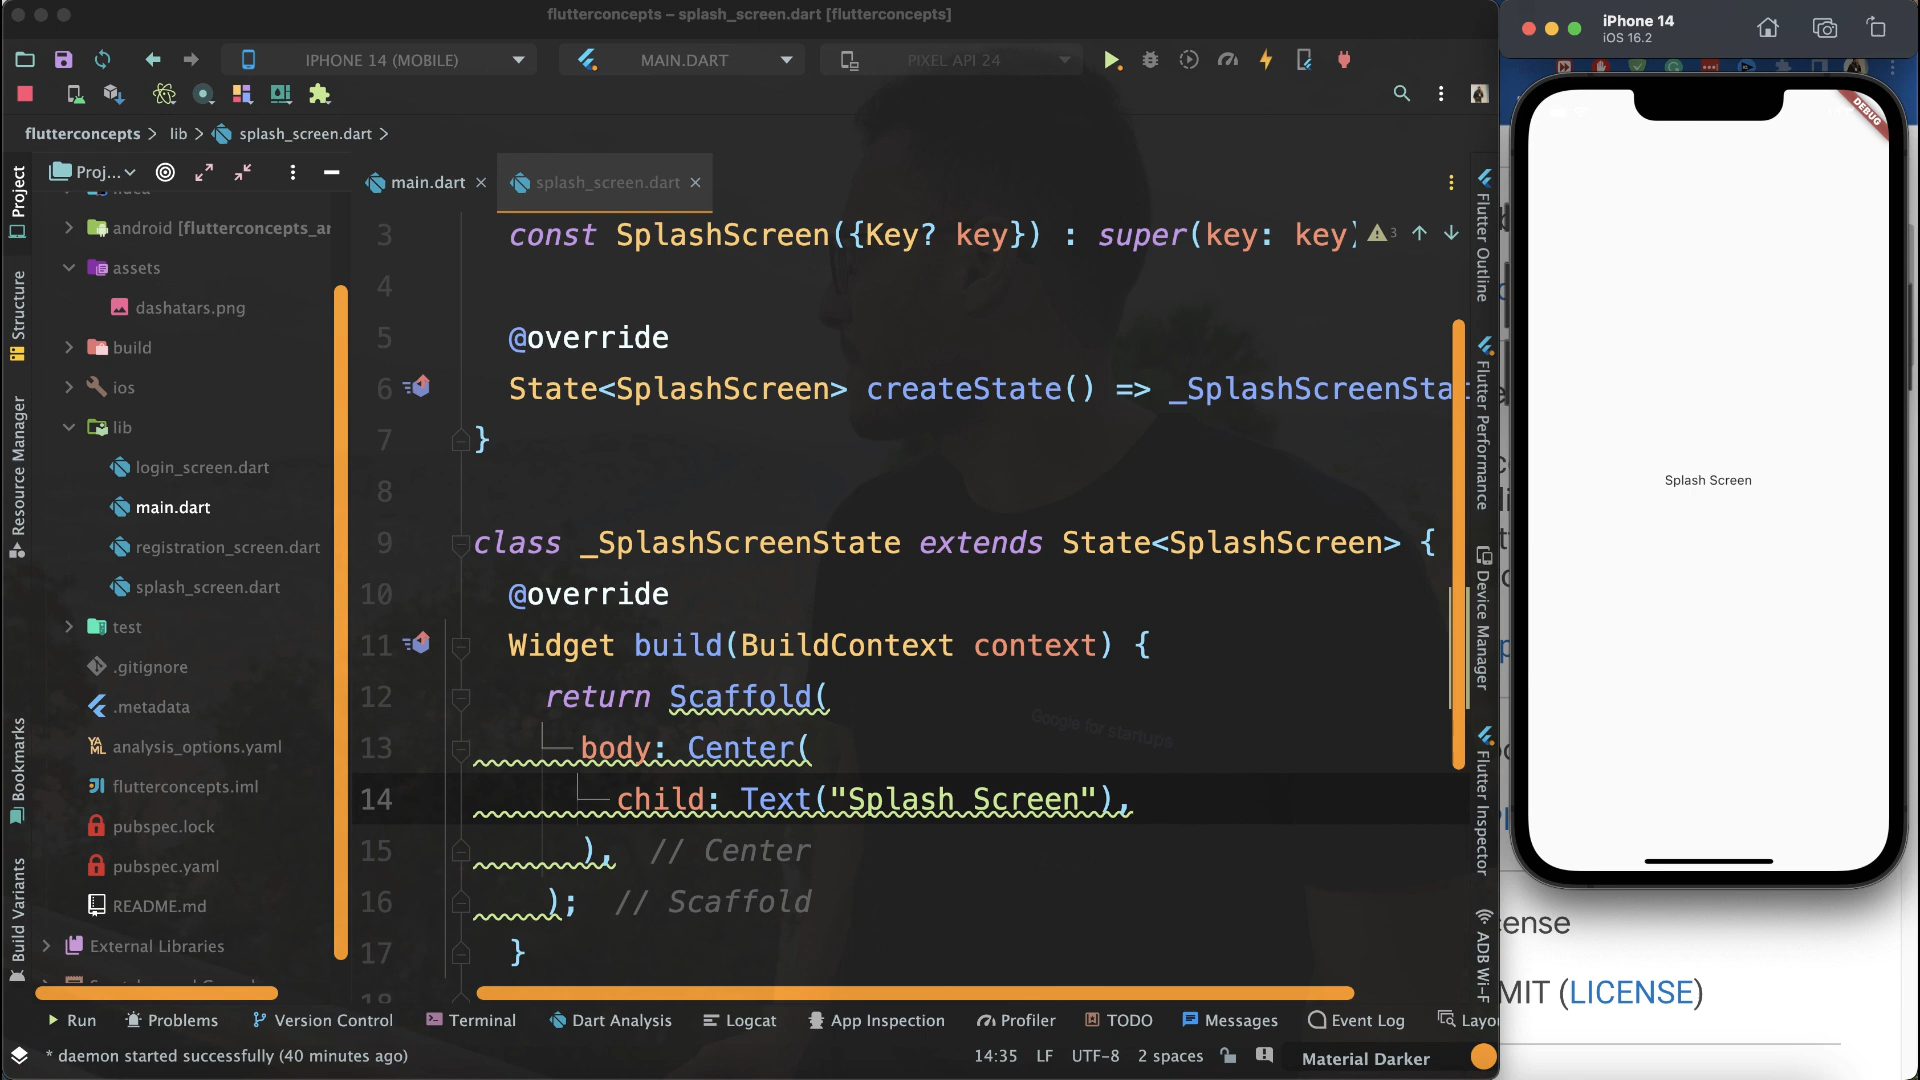 flutterconcepts – splash_screen.dart [flutterconcepts]
IPHONE 14 (MOBILE)
MAIN.DART
PIXEL API 24
flutterconcepts
lib
splash_screen.dart
Project
Structure
Resource Manager
Bookmarks
Build Variants
Proj...
android [flutterconcepts_ar
assets
dashatars.png
build
ios
lib
login_screen.dart
main.dart
registration_screen.dart
splash_screen.dart
test
.gitignore
.metadata
analysis_options.yaml
flutterconcepts.iml
pubspec.lock
pubspec.yaml
README.md
External Libraries
main.dart
splash_screen.dart
3 const SplashScreen({Key? key}) : super(key: key)
3
4
5 @override
6 State<SplashScreen> createState() => _SplashScreenStat
7 }
8
9 class _SplashScreenState extends State<SplashScreen> {
10 @override
11 Widget build(BuildContext context) {
12 return Scaffold(
13 body: Center(
14 child: Text("Splash Screen"),
15 ), // Center
16 ); // Scaffold
17 }
18
Google for startups
Flutter Outline
Flutter Performance
Device Manager
Flutter Inspector
ADB Wi-F
Run
Problems
Version Control
Terminal
Dart Analysis
Logcat
App Inspection
Profiler
TODO
Messages
Event Log
Layou
* daemon started successfully (40 minutes ago)
14:35
LF
UTF-8
2 spaces
Material Darker
iPhone 14
iOS 16.2
DEBUG
Splash Screen
cense
MIT (LICENSE)